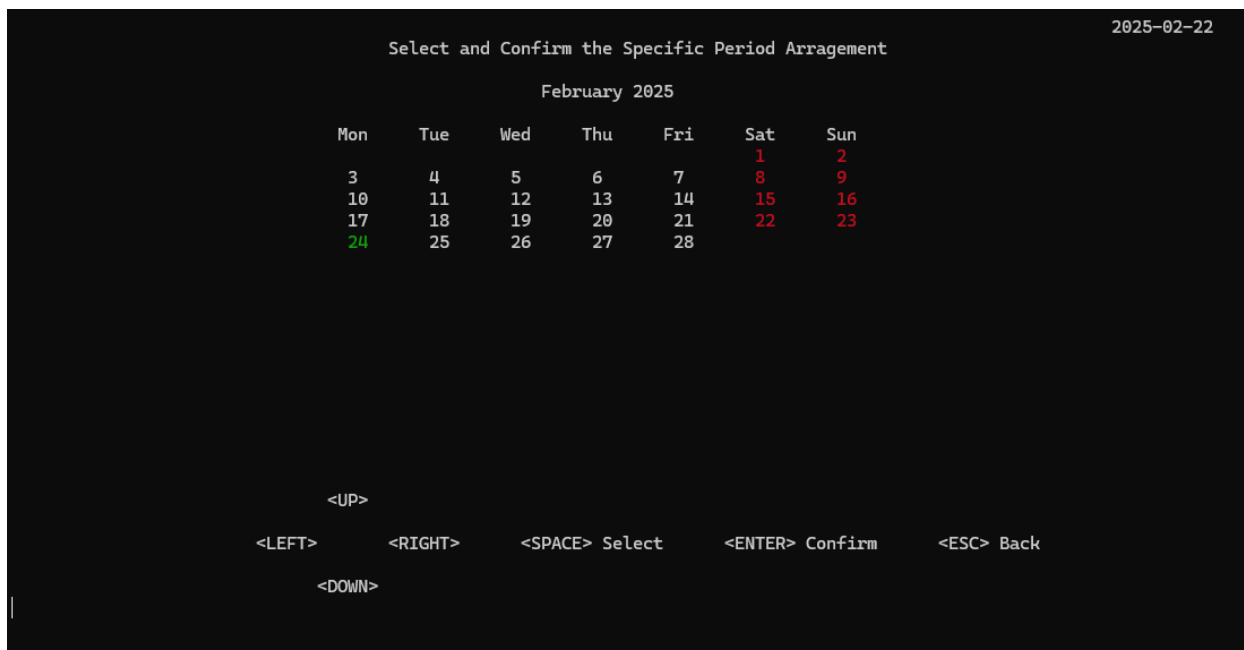 2025-02-22
Select and Confirm the Specific Period Arragement
February 2025
Mon Tue Wed Thu Fri Sat Sun
1 2
3 4 5 6 7 8 9
10 11 12 13 14 15 16
17 18 19 20 21 22 23
24 25 26 27 28
<UP>
<LEFT> <RIGHT> <SPACE> Select <ENTER> Confirm <ESC> Back
<DOWN>